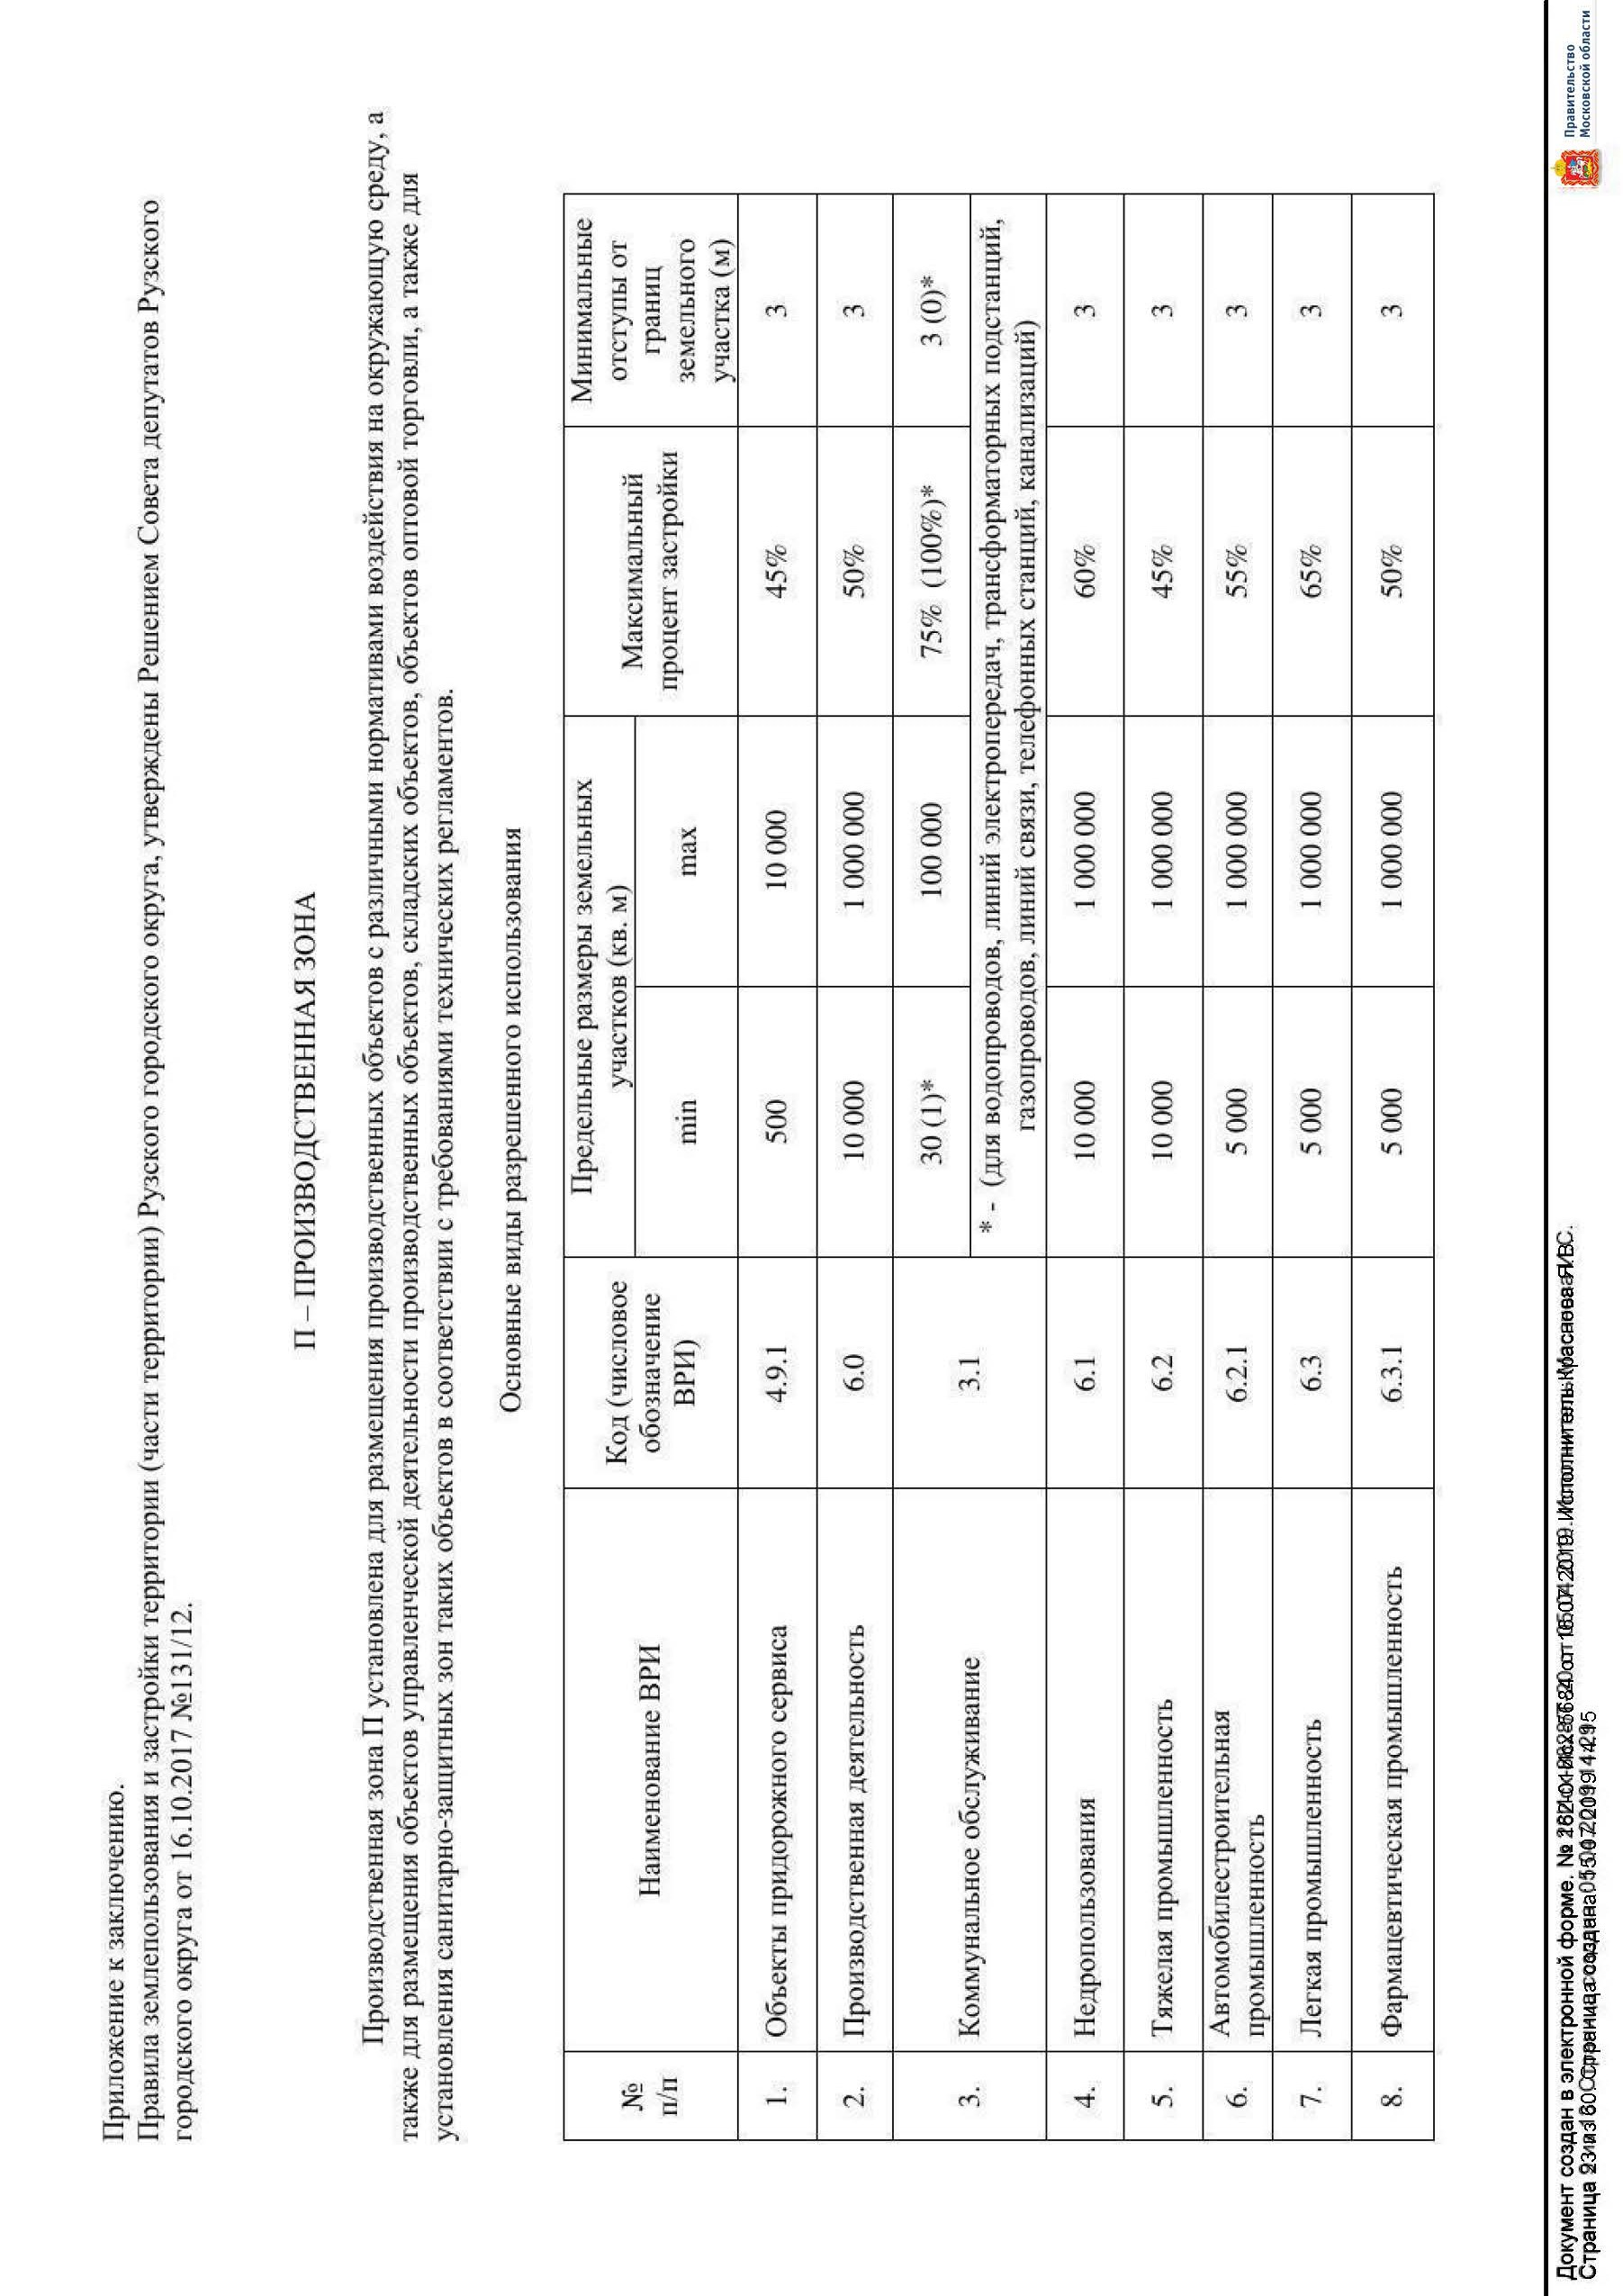 Приложение к заключению.
Правила землепользования и застройки территории (части территории) Рузского городского округа, утверждены Решением Совета депутатов Рузского
городского округа от 16.10.2017 №131/12.
П – ПРОИЗВОДСТВЕННАЯ ЗОНА
Производственная зона П установлена для размещения производственных объектов с различными нормативами воздействия на окружающую среду, а
также для размещения объектов управленческой деятельности производственных объектов, складских объектов, объектов оптовой торговли, а также для
установления санитарно-защитных зон таких объектов в соответствии с требованиями технических регламентов.
Основные виды разрешенного использования
№ п/п Наименование ВРИ Код (числовое обозначение ВРИ) Предельные размеры земельных участков (кв. м) Максимальный процент застройки Минимальные отступы от границ земельного участка (м)
min max
1. Объекты придорожного сервиса 4.9.1 500 10 000 45% 3
2. Производственная деятельность 6.0 10 000 1 000 000 50% 3
3. Коммунальное обслуживание 3.1 30 (1)* 100 000 75% (100%)* 3 (0)*
* - (для водопроводов, линий электропередач, трансформаторных подстанций,
газопроводов, линий связи, телефонных станций, канализаций)
4. Недропользования 6.1 10 000 1 000 000 60% 3
5. Тяжелая промышленность 6.2 10 000 1 000 000 45% 3
6. Автомобилестроительная промышленность 6.2.1 5 000 1 000 000 55% 3
7. Легкая промышленность 6.3 5 000 1 000 000 65% 3
8. Фармацевтическая промышленность 6.3.1 5 000 1 000 000 50% 3
Документ создан в электронной форме. №
Страница
Правительство
Московской области